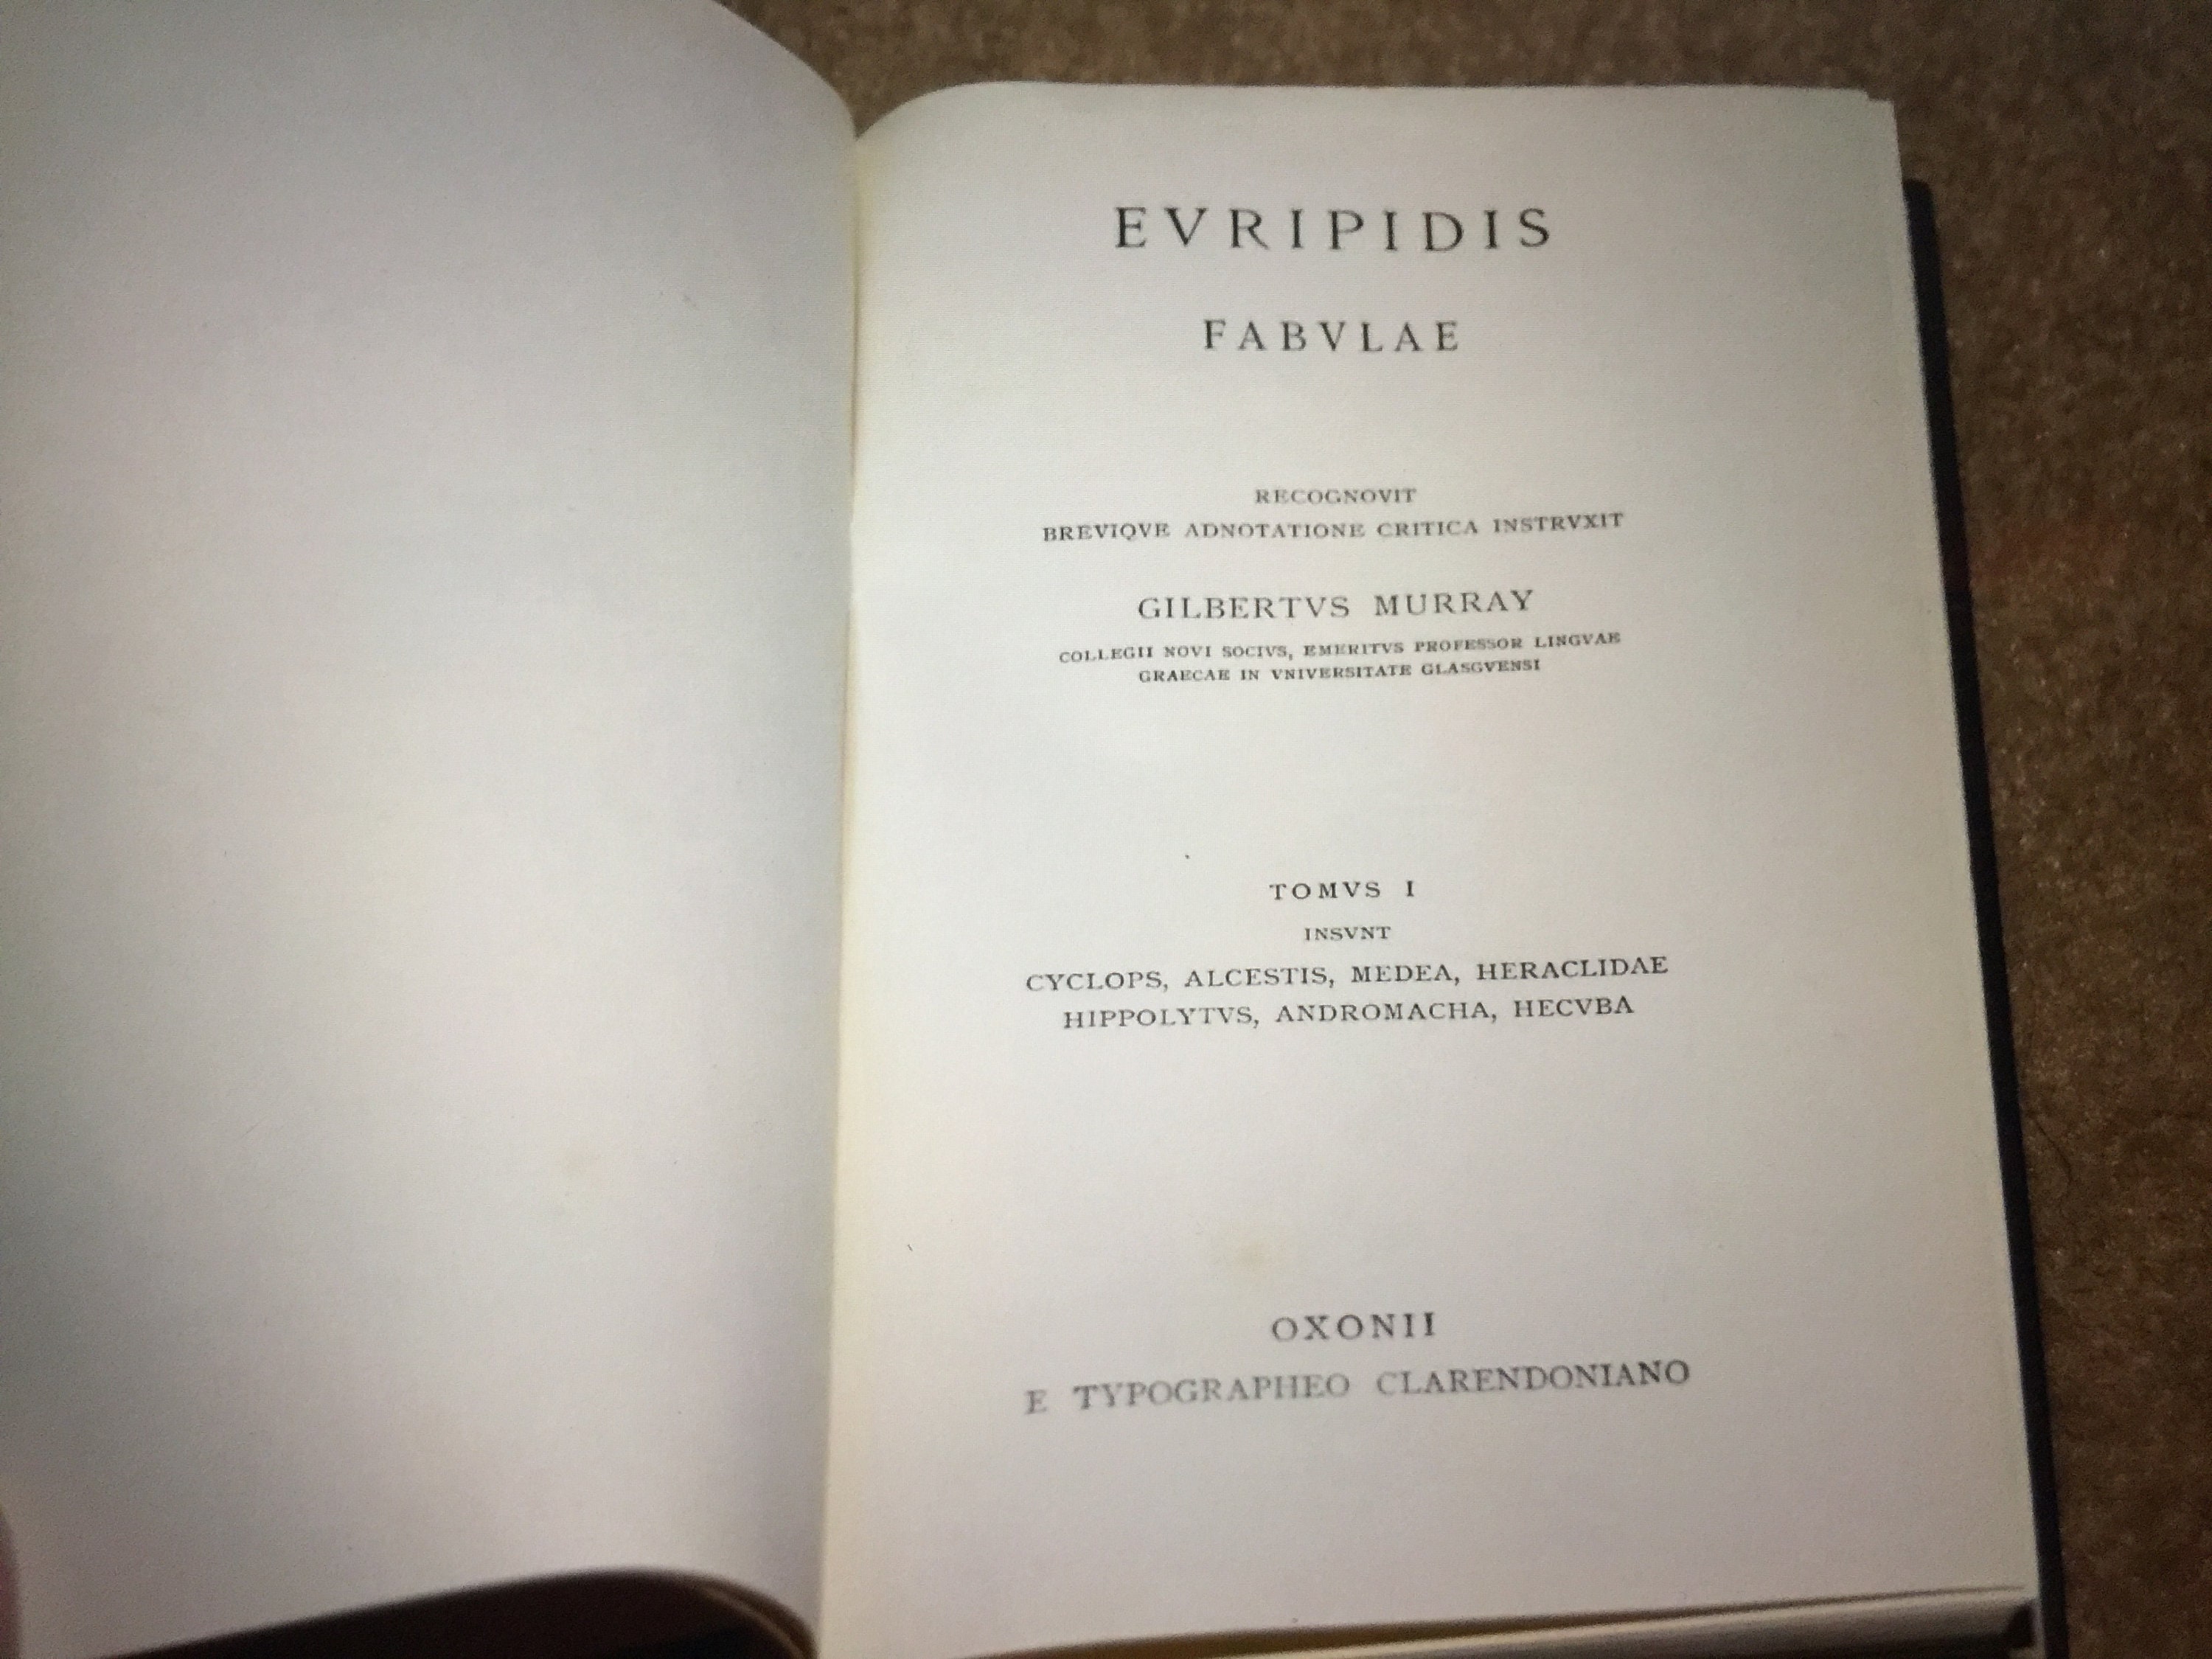 EVRIPIDIS
FABVLAE
RECOGNOVIT
BREVIQVE ADNOTATIONE CRITICA INSTRVXIT
GILBERTVS MURRAY
COLLEGII NOVI SOCIVS, EMERITVS PROFESSOR LINGVAE
GRAECAE IN VNIVERSITATE GLASGVENSI
TOMVS I
INSVNT
CYCLOPS, ALCESTIS, MEDEA, HERACLIDAE
HIPPOLYTVS, ANDROMACHA, HECVBA
OXONII
E TYPOGRAPHEO CLARENDONIANO